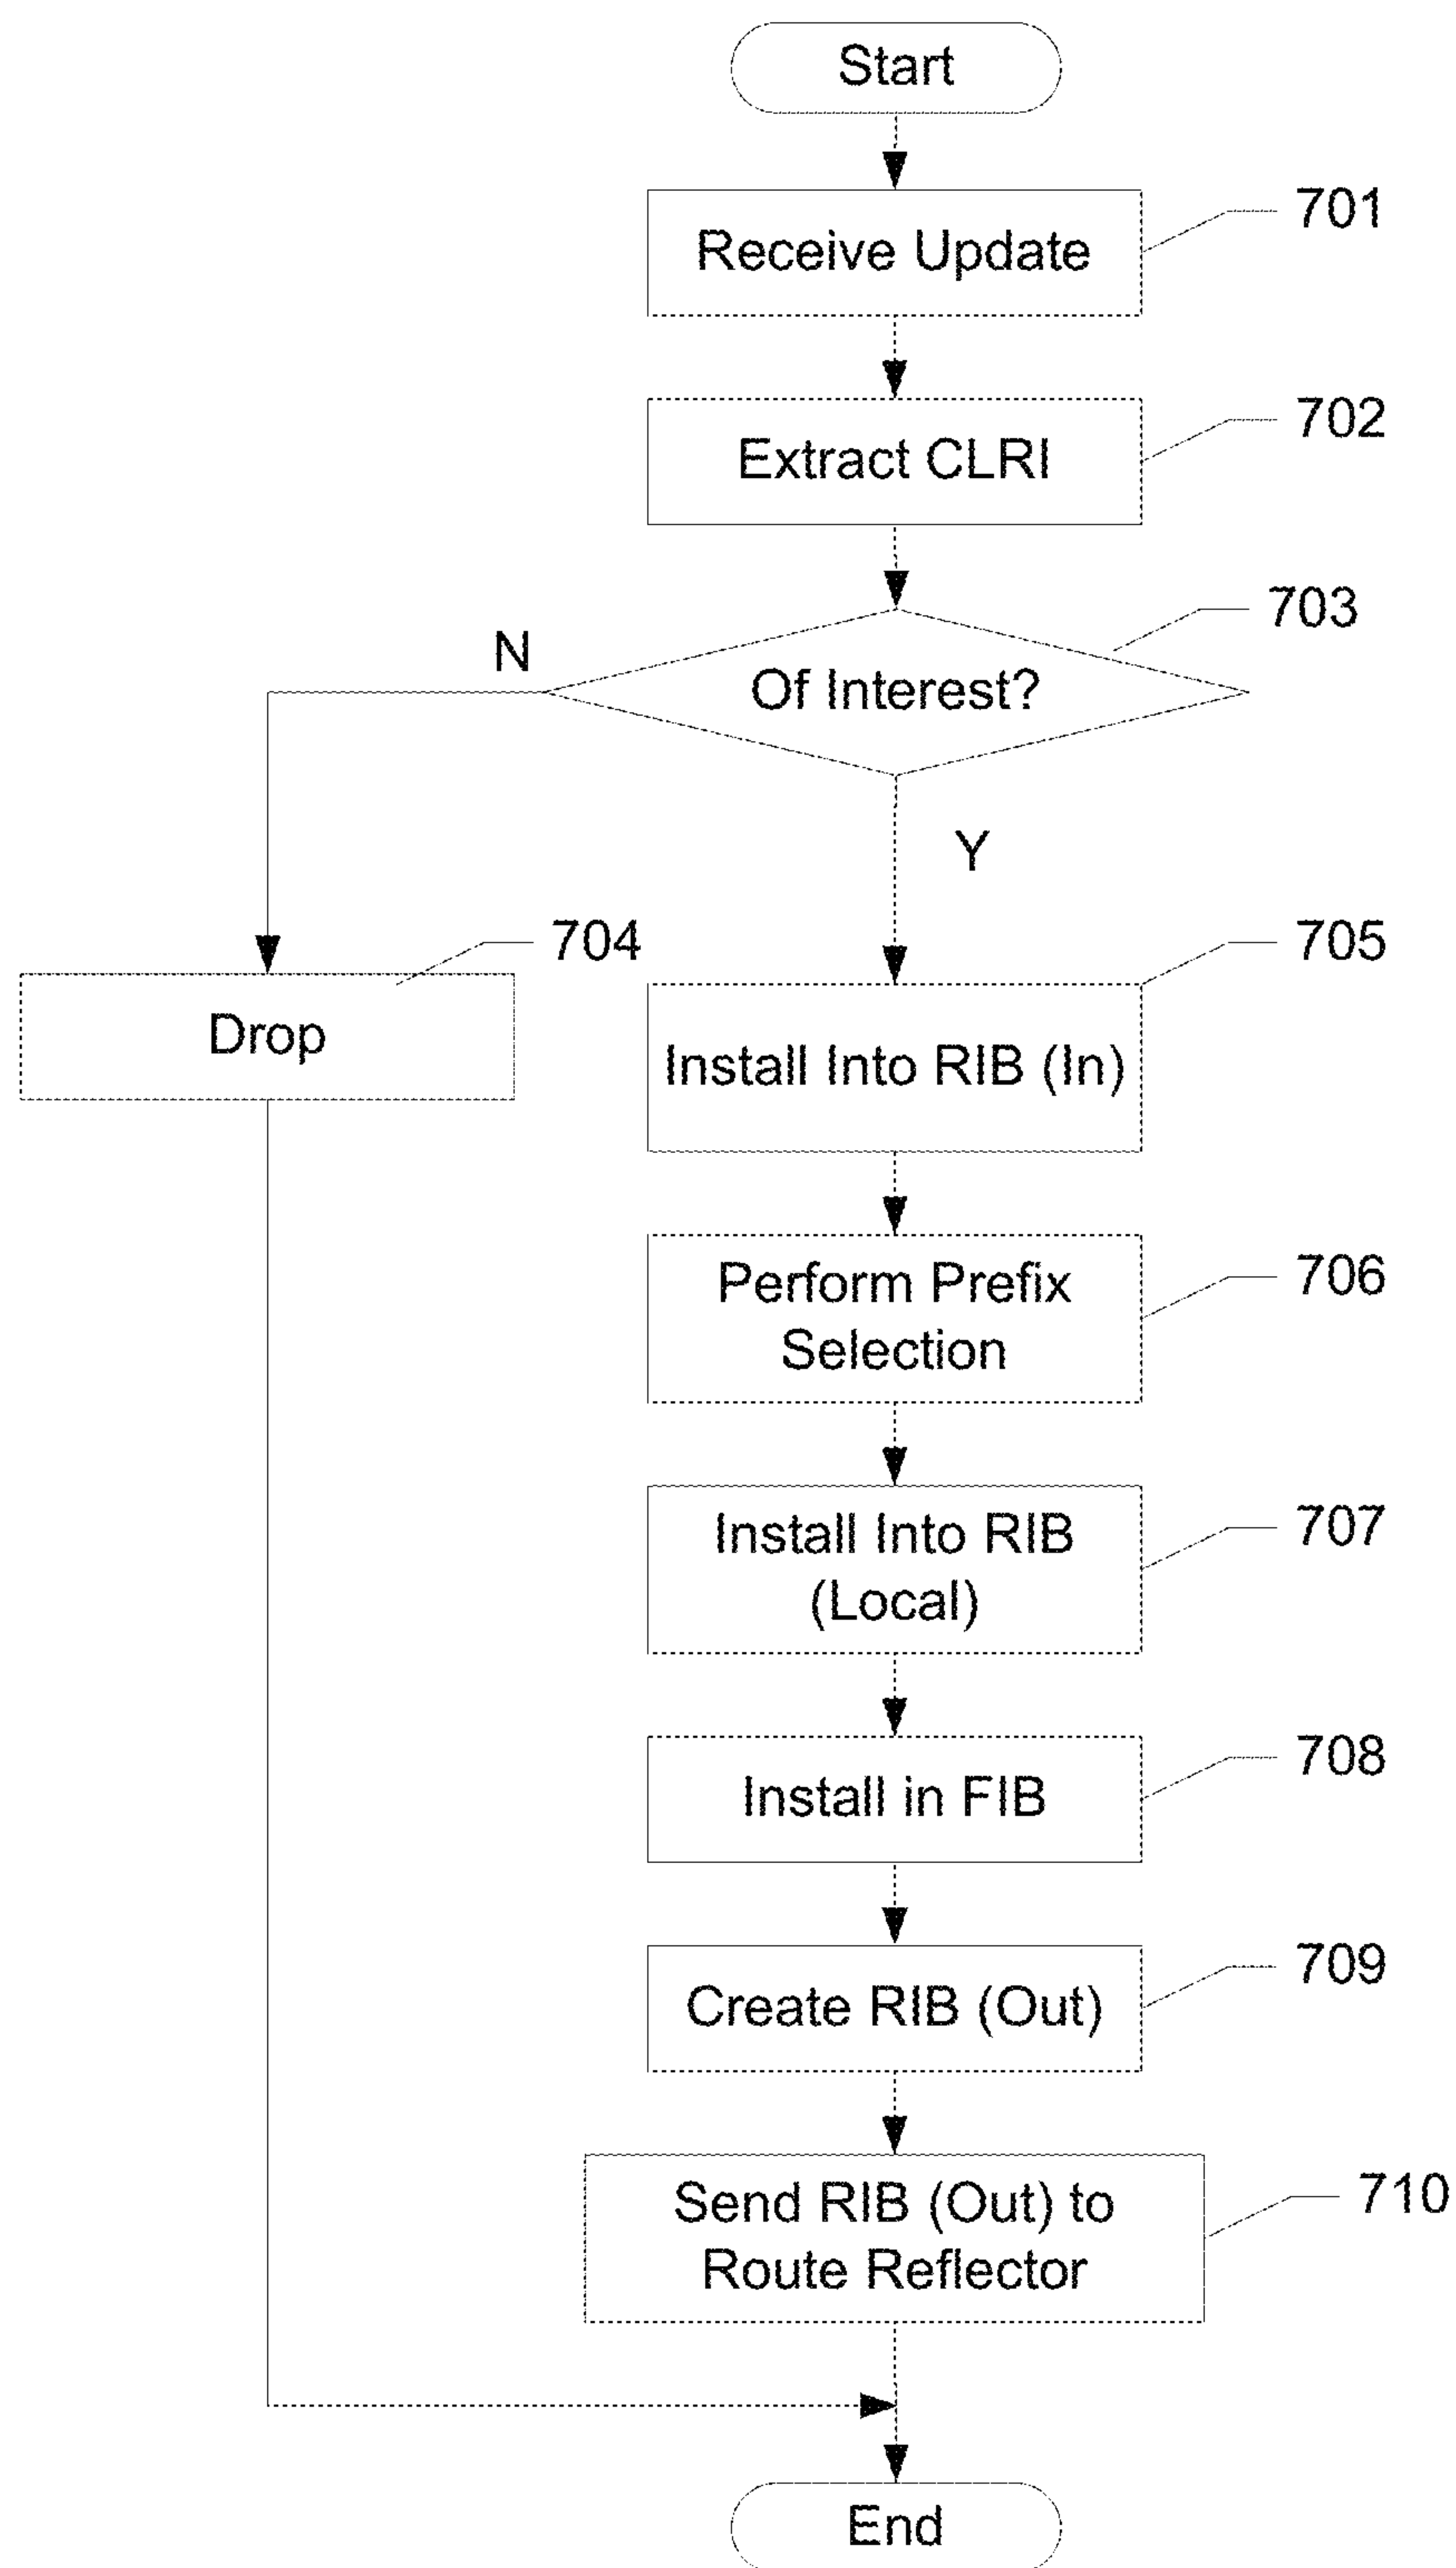 Start
Receive Update
701
Extract CLRI
702
Of Interest?
703
N
Y
Drop
704
Install Into RIB (In)
705
Perform Prefix
Selection
706
Install Into RIB
(Local)
707
Install in FIB
708
Create RIB (Out)
709
Send RIB (Out) to
Route Reflector
710
End